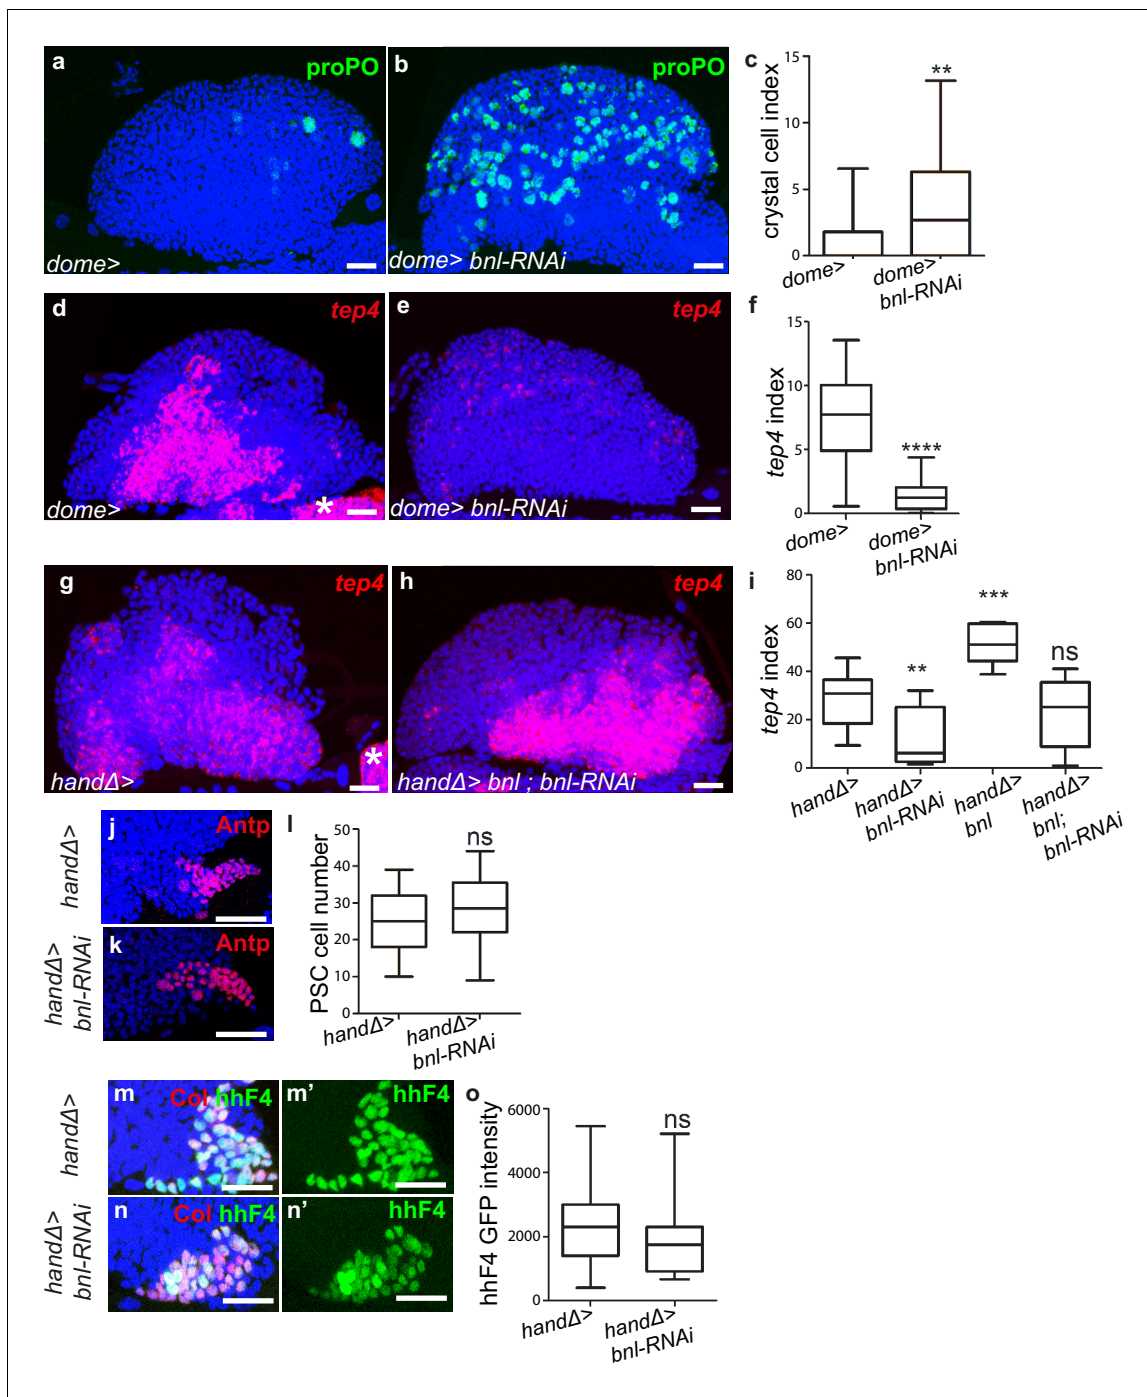 a
proPO
dome>
b
proPO
dome> bnl-RNAi
c
crystal cell index
15
10
5
0
**
dome>
dome>
bnl-RNAi
d
tep4
dome>
*
e
tep4
dome> bnl-RNAi
f
tep4 index
15
10
5
0
****
dome>
dome>
bnl-RNAi
g
tep4
handΔ>
*
h
tep4
handΔ> bnl ; bnl-RNAi
i
tep4 index
80
60
40
20
0
**
***
ns
handΔ>
handΔ>
bnl-RNAi
handΔ>
bnl
handΔ>
bnl;
bnl-RNAi
handΔ>
j
Antp
handΔ>
bnl-RNAi
k
Antp
l
PSC cell number
50
40
30
20
10
0
ns
handΔ>
handΔ>
bnl-RNAi
handΔ>
m
Col hhF4
m'
hhF4
handΔ>
bnl-RNAi
n
Col hhF4
n'
hhF4
o
hhF4 GFP intensity
6000
4000
2000
0
ns
handΔ>
handΔ>
bnl-RNAi